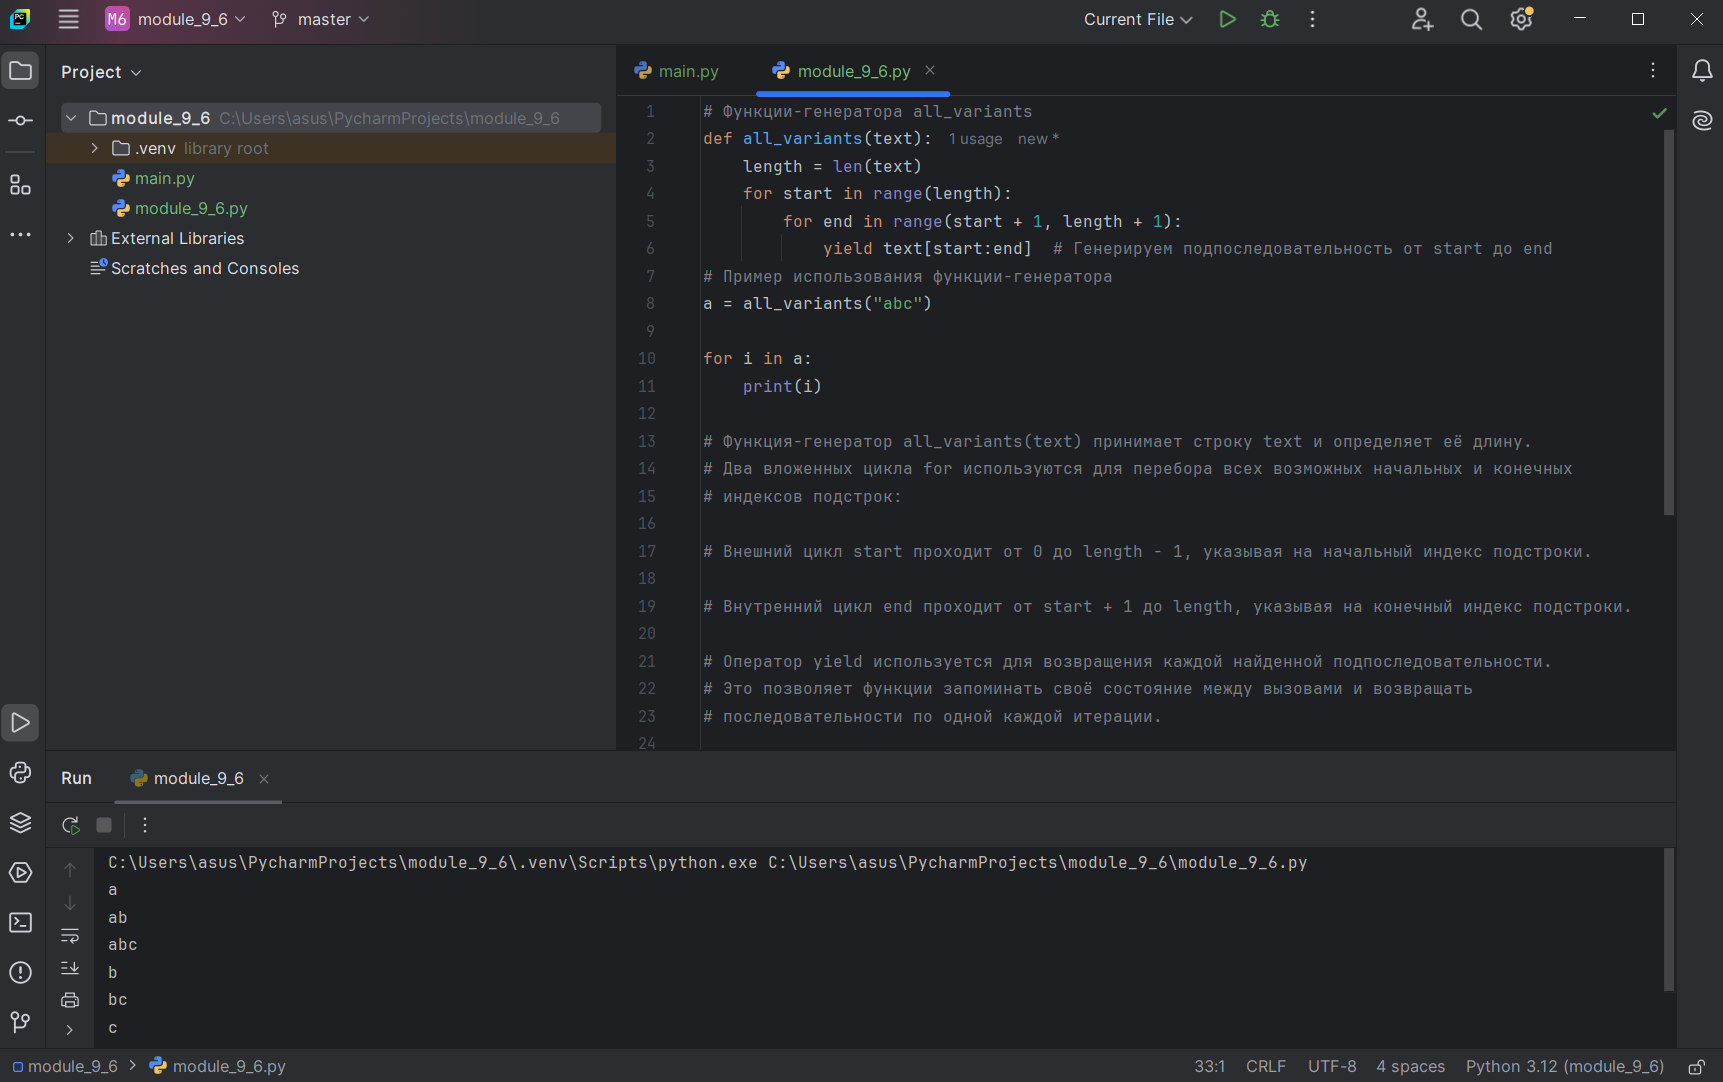 M6 module_9_6 master Current File
Project
module_9_6 C:\Users\asus\PycharmProjects\module_9_6
.venv library root
main.py
module_9_6.py
External Libraries
Scratches and Consoles
main.py module_9_6.py
1 # Функции-генератора all_variants
2 def all_variants(text): 1 usage new *
3 length = len(text)
4 for start in range(length):
5 for end in range(start + 1, length + 1):
6 yield text[start:end] # Генерируем подпоследовательность от start до end
7 # Пример использования функции-генератора
8 a = all_variants("abc")
9
10 for i in a:
11 print(i)
12
13 # Функция-генератор all_variants(text) принимает строку text и определяет её длину.
14 # Два вложенных цикла for используются для перебора всех возможных начальных и конечных
15 # индексов подстрок:
16
17 # Внешний цикл start проходит от 0 до length - 1, указывая на начальный индекс подстроки.
18
19 # Внутренний цикл end проходит от start + 1 до length, указывая на конечный индекс подстроки.
20
21 # Оператор yield используется для возвращения каждой найденной подпоследовательности.
22 # Это позволяет функции запоминать своё состояние между вызовами и возвращать
23 # последовательности по одной каждой итерации.
24
Run module_9_6
C:\Users\asus\PycharmProjects\module_9_6\.venv\Scripts\python.exe C:\Users\asus\PycharmProjects\module_9_6\module_9_6.py
a
ab
abc
b
bc
c
module_9_6 module_9_6.py 33:1 CRLF UTF-8 4 spaces Python 3.12 (module_9_6)